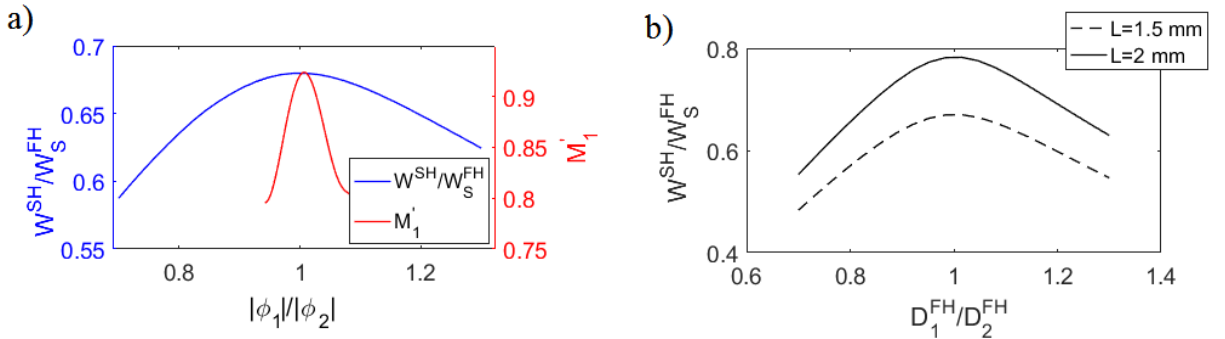 a)
0.7
0.65
0.6
0.55
W^SH/W_S^FH
0.9
0.85
0.8
0.75
M_1^'
W^SH/W_S^FH
M_1^'
0.8 1 1.2
|ϕ_1|/|ϕ_2|
b)
L=1.5 mm
L=2 mm
0.8
0.6
0.4
W^SH/W_S^FH
0.6 0.8 1 1.2 1.4
D_1^FH/D_2^FH